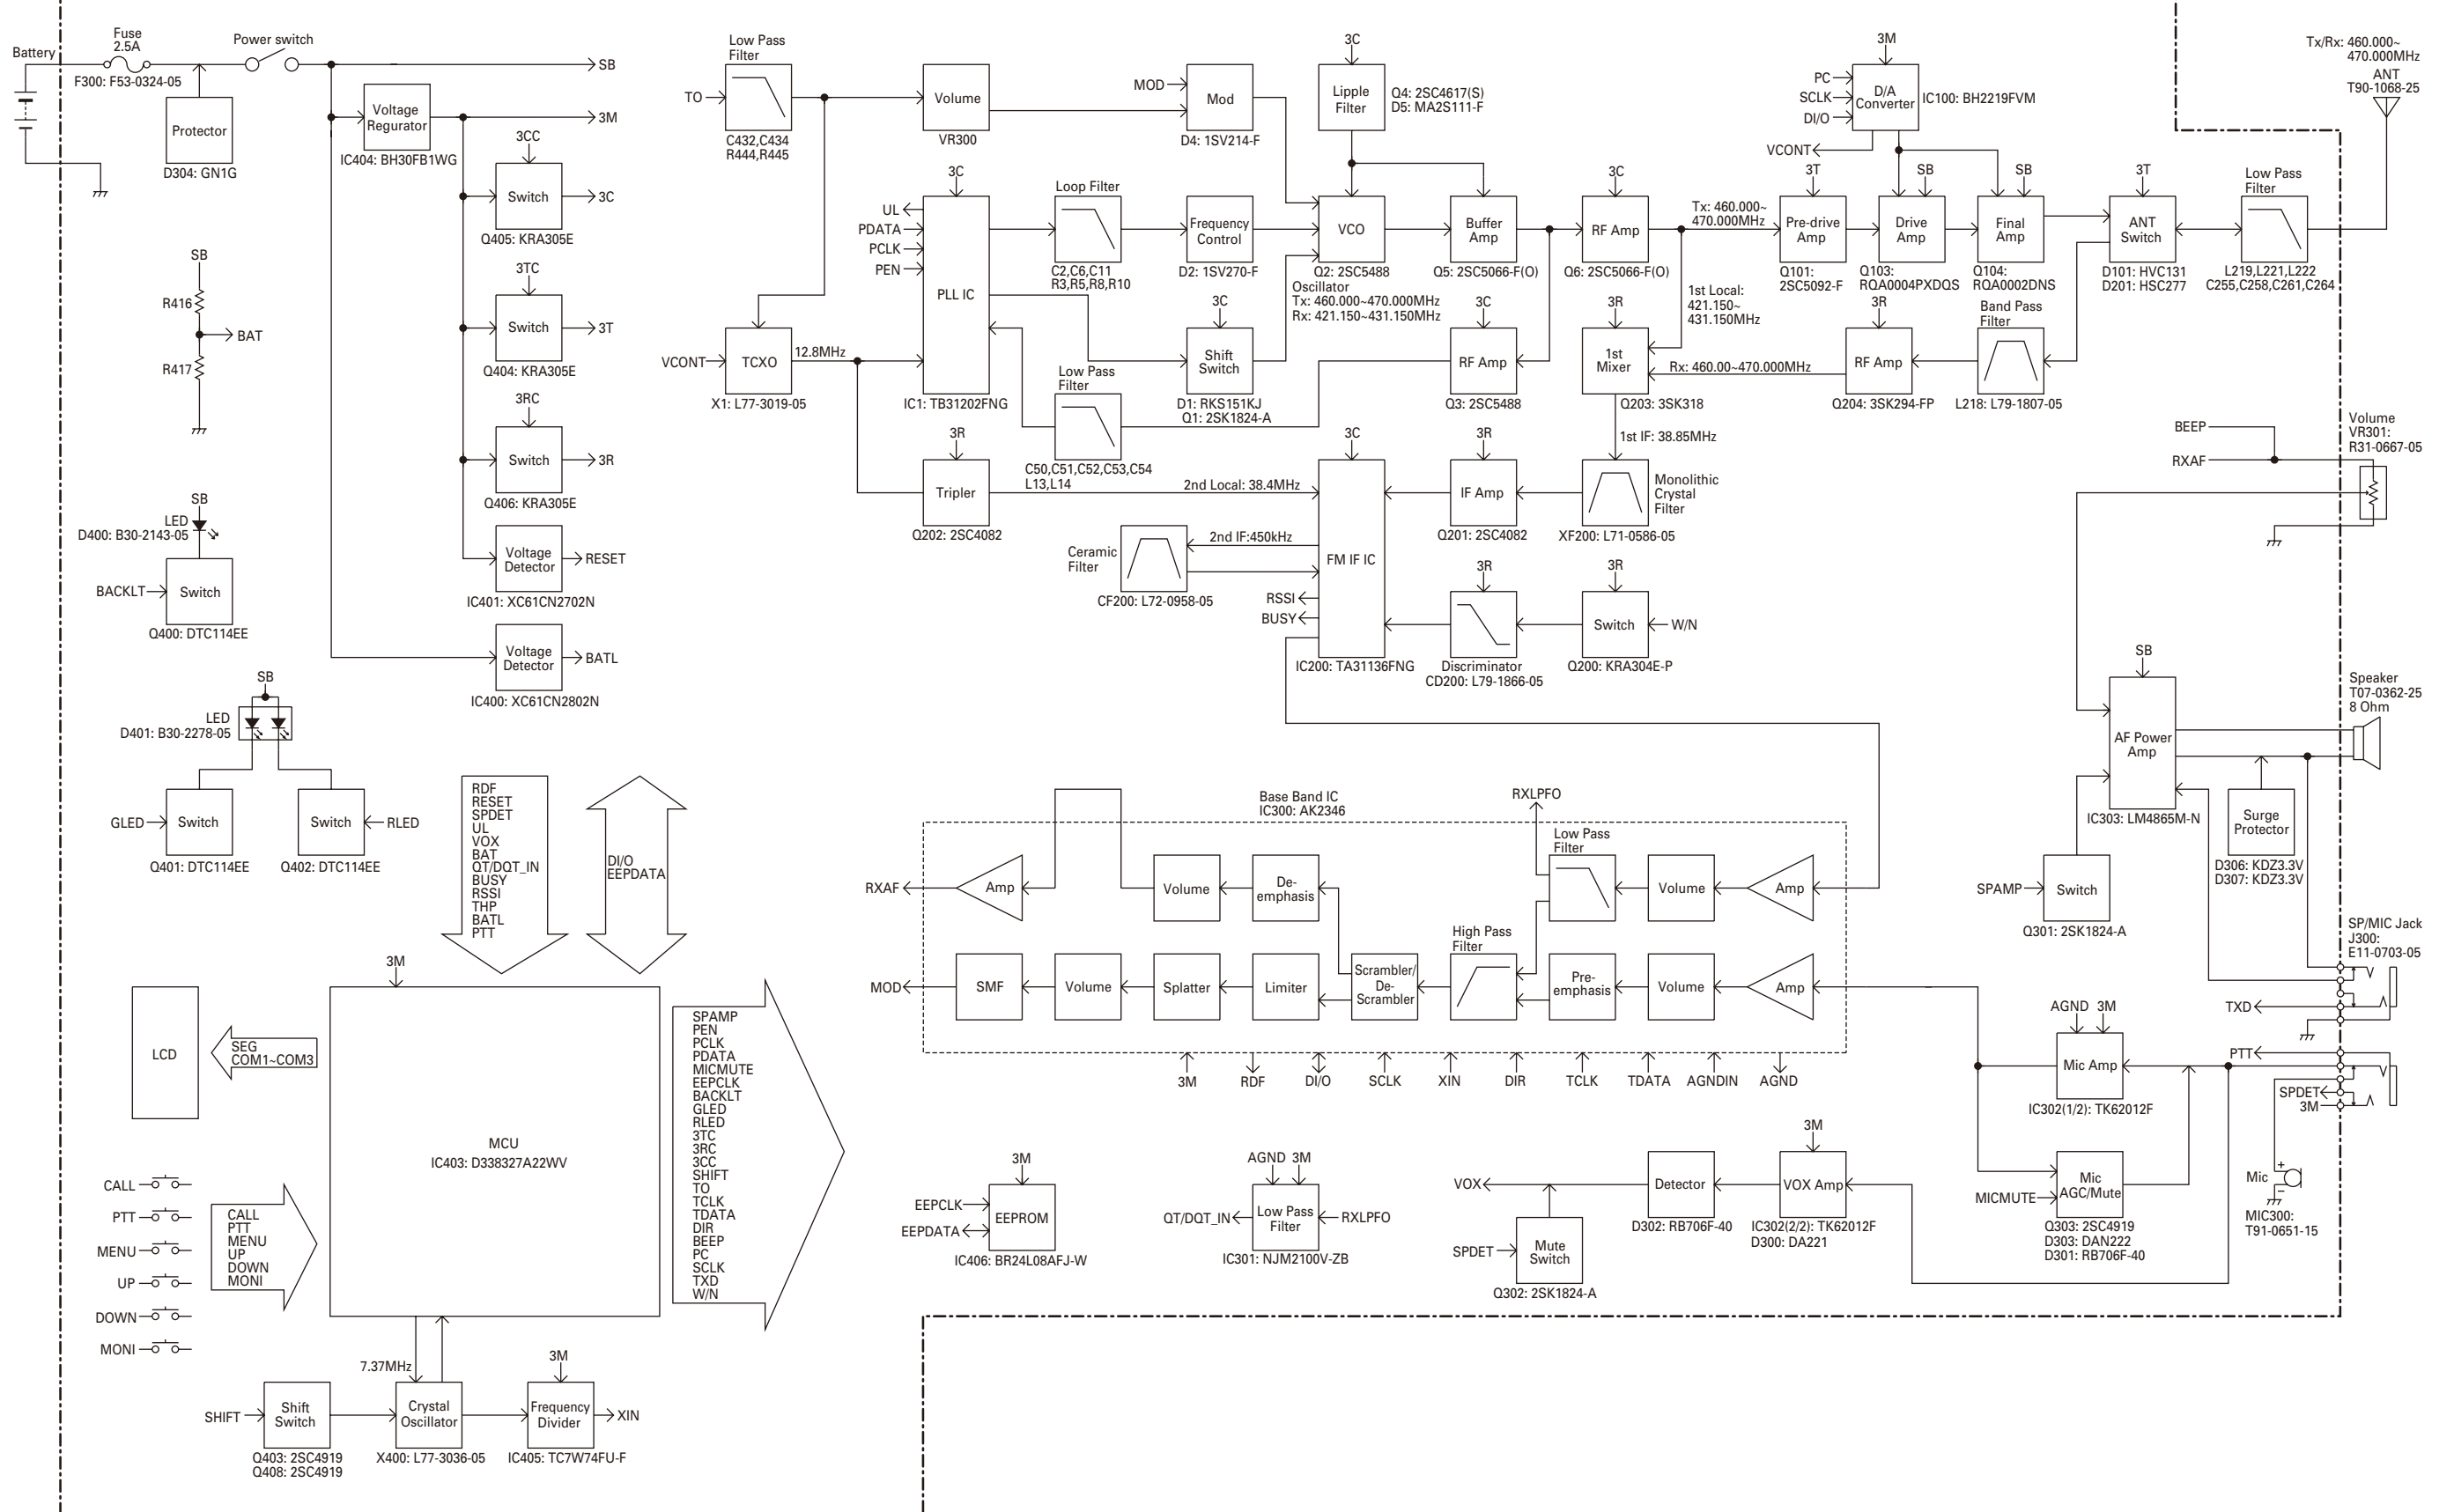 Battery
Fuse
2.5A
F300: F53-0324-05
Power switch
SB
Protector
D304: GN1G
Voltage
Regurator
IC404: BH30FB1WG
3M
3CC
Switch
3C
Q405: KRA305E
3TC
Switch
3T
Q404: KRA305E
3RC
Switch
3R
Q406: KRA305E
Voltage
Detector
RESET
IC401: XC61CN2702N
Voltage
Detector
BATL
IC400: XC61CN2802N
SB
R416
BAT
R417
SB
LED
D400: B30-2143-05
BACKLT
Switch
Q400: DTC114EE
SB
LED
D401: B30-2278-05
GLED
Switch
Q401: DTC114EE
Switch
RLED
Q402: DTC114EE
Low Pass
Filter
TO
C432,C434
R444,R445
Volume
VR300
MOD
Mod
D4: 1SV214-F
3C
Lipple
Filter
Q4: 2SC4617(S)
D5: MA2S111-F
3M
PC
SCLK
DI/O
D/A
Converter
IC100: BH2219FVM
VCONT
Tx/Rx: 460.000~
470.000MHz
ANT
T90-1068-25
3C
UL
PDATA
PCLK
PEN
PLL IC
IC1: TB31202FNG
Loop Filter
C2,C6,C11
R3,R5,R8,R10
Frequency
Control
D2: 1SV270-F
VCO
Q2: 2SC5488
Oscillator
Tx: 460.000~470.000MHz
Rx: 421.150~431.150MHz
Buffer
Amp
Q5: 2SC5066-F(O)
3C
RF Amp
Q6: 2SC5066-F(O)
Tx: 460.000~
470.000MHz
1st Local:
421.150~
431.150MHz
3T
Pre-drive
Amp
Q101:
2SC5092-F
SB
Drive
Amp
Q103:
RQA0004PXDQS
SB
Final
Amp
Q104:
RQA0002DNS
3T
ANT
Switch
D101: HVC131
D201: HSC277
Low Pass
Filter
L219,L221,L222
C255,C258,C261,C264
VCONT
TCXO
12.8MHz
X1: L77-3019-05
3C
Shift
Switch
D1: RKS151KJ
Q1: 2SK1824-A
Low Pass
Filter
C50,C51,C52,C53,C54
L13,L14
3C
RF Amp
Q3: 2SC5488
3R
1st
Mixer
Q203: 3SK318
Rx: 460.00~470.000MHz
3R
RF Amp
Q204: 3SK294-FP
Band Pass
Filter
L218: L79-1807-05
1st IF: 38.85MHz
3R
Tripler
Q202: 2SC4082
2nd Local: 38.4MHz
3C
FM IF IC
IC200: TA31136FNG
3R
IF Amp
Q201: 2SC4082
Monolithic
Crystal
Filter
XF200: L71-0586-05
Ceramic
Filter
2nd IF:450kHz
CF200: L72-0958-05
RSSI
BUSY
3R
Discriminator
CD200: L79-1866-05
3R
Switch
W/N
Q200: KRA304E-P
BEEP
RXAF
Volume
VR301:
R31-0667-05
SB
AF Power
Amp
IC303: LM4865M-N
Speaker
T07-0362-25
8 Ohm
Surge
Protector
D306: KDZ3.3V
D307: KDZ3.3V
SPAMP
Switch
Q301: 2SK1824-A
SP/MIC Jack
J300:
E11-0703-05
TXD
PTT
SPDET
3M
Mic
+
–
MIC300:
T91-0651-15
Base Band IC
IC300: AK2346
RXLPFO
RXAF
Amp
Volume
De-
emphasis
Low Pass
Filter
Volume
Amp
MOD
SMF
Volume
Splatter
Limiter
Scrambler/
De-
Scrambler
High Pass
Filter
Pre-
emphasis
Volume
Amp
3M
RDF
DI/O
SCLK
XIN
DIR
TCLK
TDATA
AGNDIN
AGND
AGND
3M
Mic Amp
IC302(1/2): TK62012F
MICMUTE
Mic
AGC/Mute
Q303: 2SC4919
D303: DAN222
D301: RB706F-40
3M
VOX Amp
IC302(2/2): TK62012F
D300: DA221
Detector
D302: RB706F-40
VOX
SPDET
Mute
Switch
Q302: 2SK1824-A
AGND
3M
QT/DQT_IN
Low Pass
Filter
RXLPFO
IC301: NJM2100V-ZB
3M
EEPCLK
EEPDATA
EEPROM
IC406: BR24L08AFJ-W
RDF
RESET
SPDET
UL
VOX
BAT
QT/DQT_IN
BUSY
RSSI
THP
BATL
PTT
DI/O
EEPDATA
3M
MCU
IC403: D338327A22WV
LCD
SEG
COM1~COM3
SPAMP
PEN
PCLK
PDATA
MICMUTE
EEPCLK
BACKLT
GLED
RLED
3TC
3RC
3CC
SHIFT
TO
TCLK
TDATA
DIR
BEEP
PC
SCLK
TXD
W/N
CALL
PTT
MENU
UP
DOWN
MONI
CALL
PTT
MENU
UP
DOWN
MONI
7.37MHz
SHIFT
Shift
Switch
Q403: 2SC4919
Q408: 2SC4919
Crystal
Oscillator
X400: L77-3036-05
3M
Frequency
Divider
XIN
IC405: TC7W74FU-F